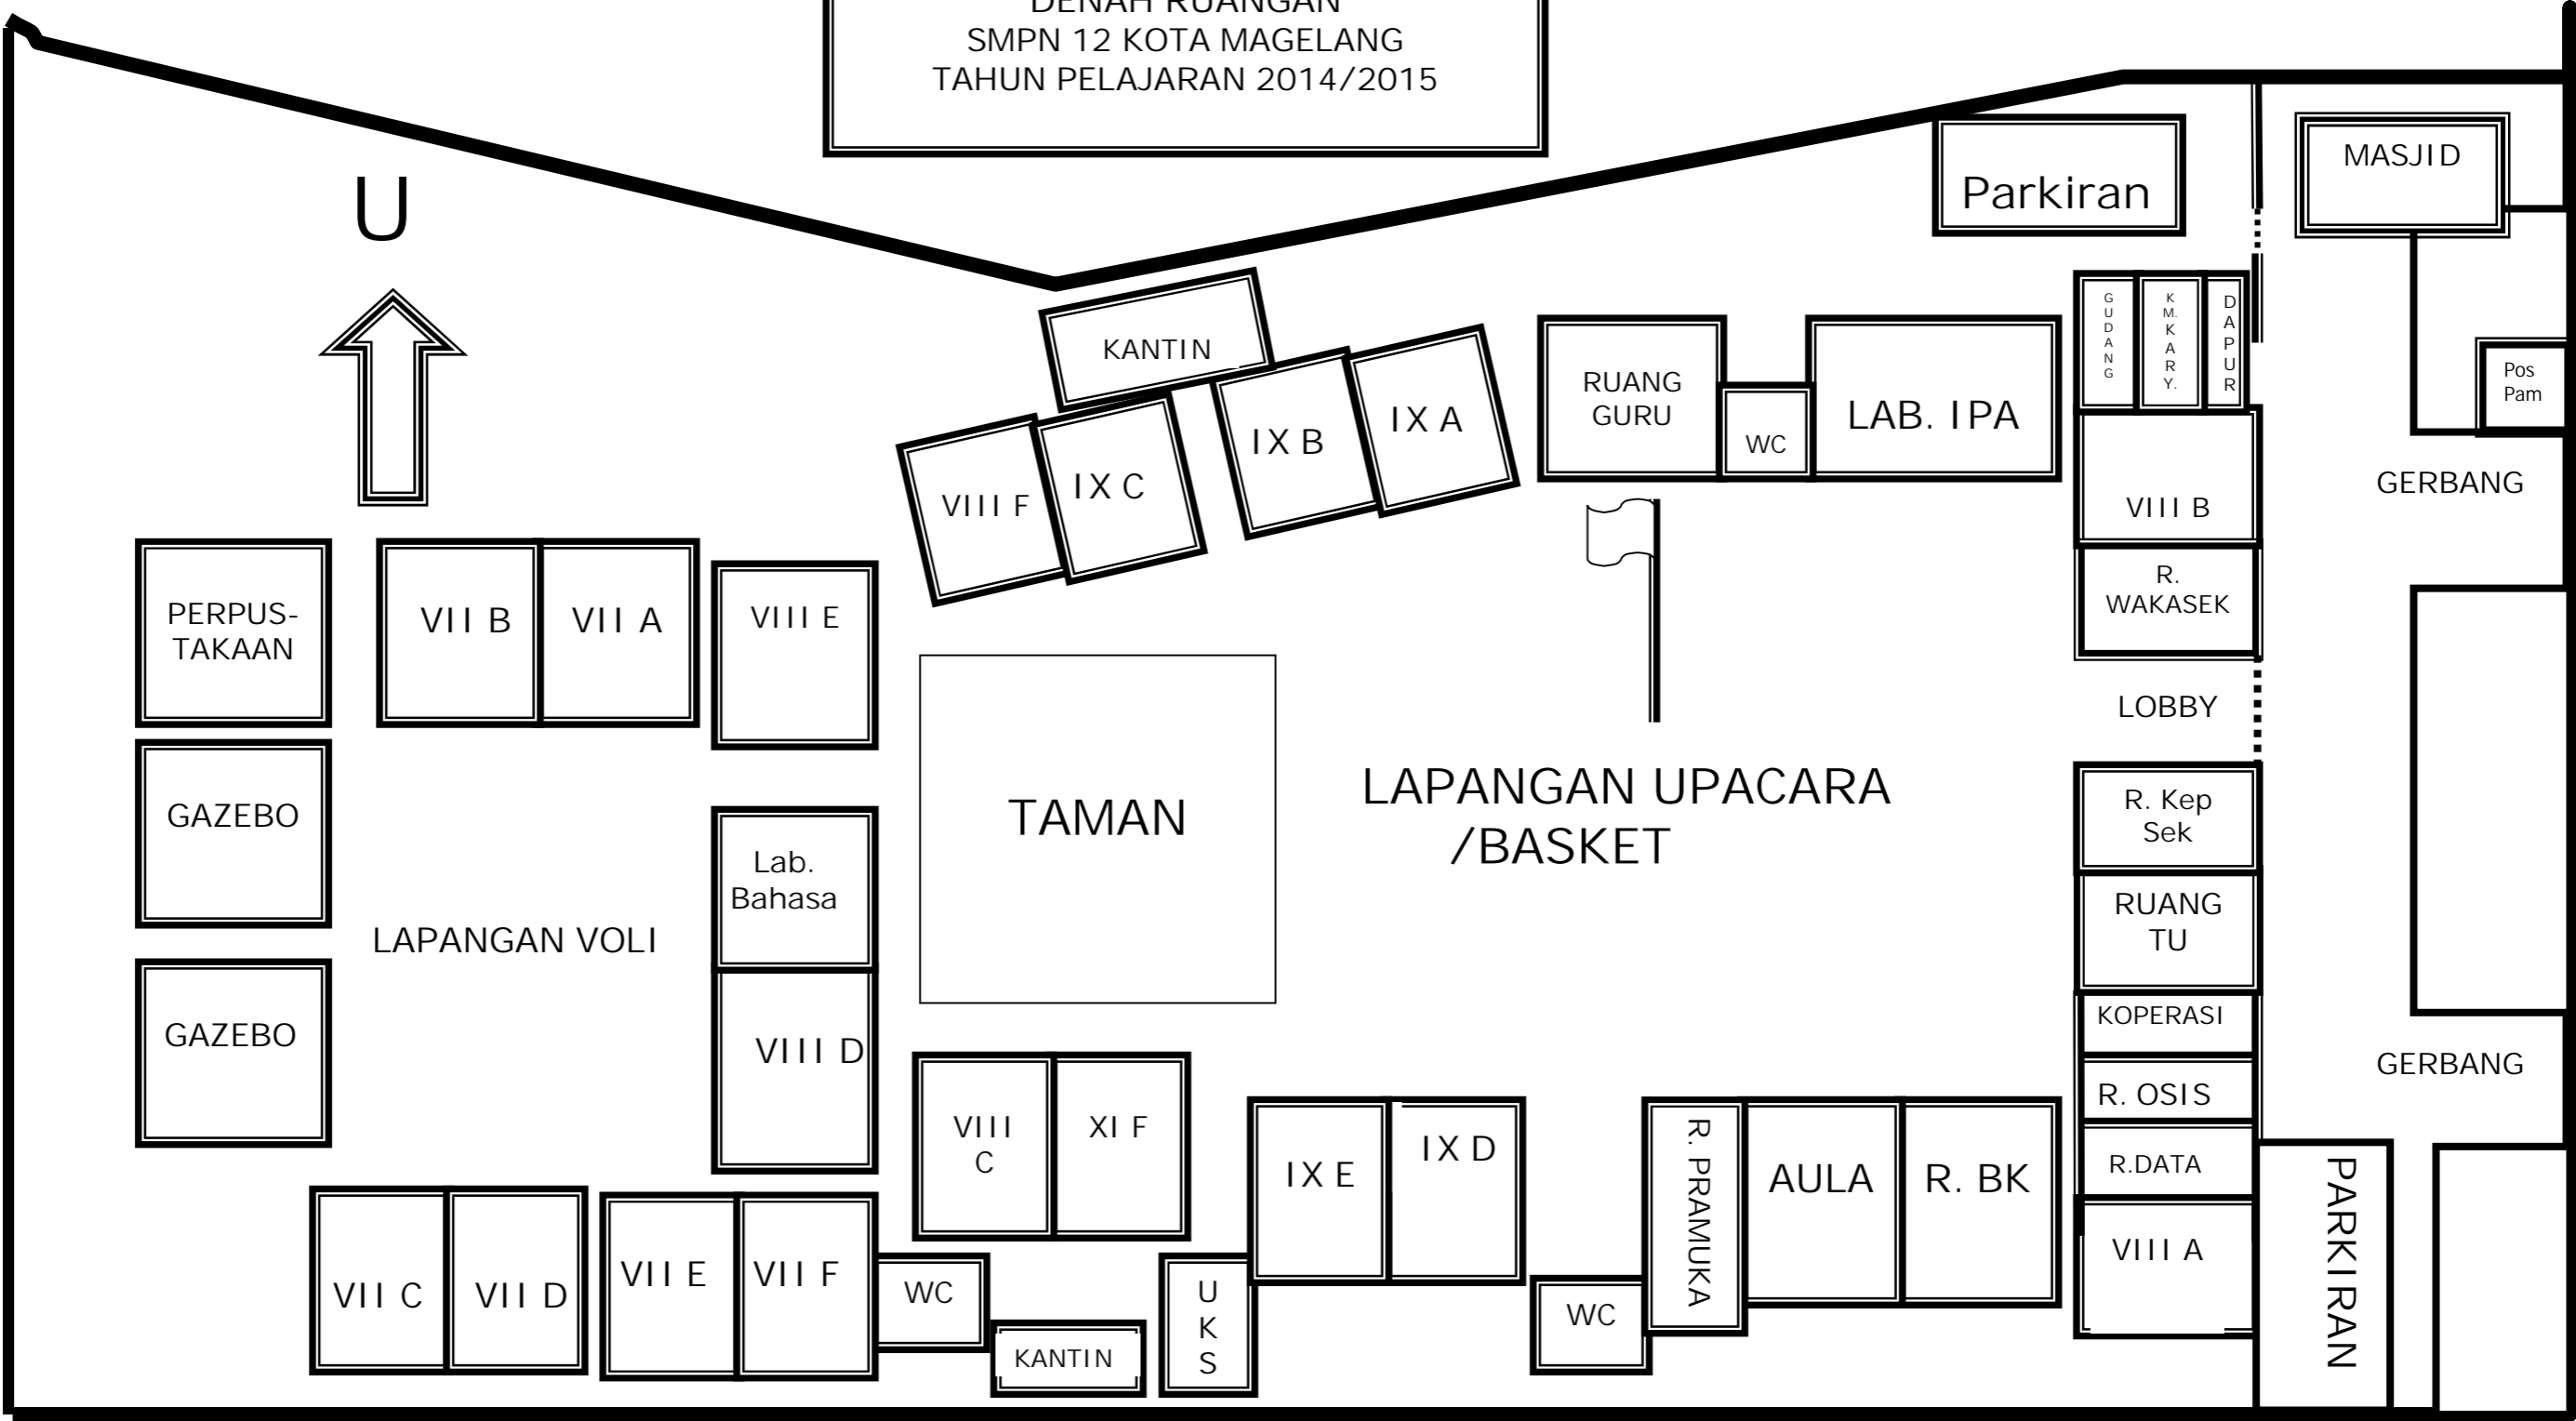 DENAH RUANGAN
SMPN 12 KOTA MAGELANG
TAHUN PELAJARAN 2014/2015
U
Parkiran
MASJID
KANTIN
GUDANG
KM. KARY.
DAPUR
Pos
Pam
RUANG
GURU
WC
LAB. IPA
IX A
IX B
IX C
VIII F
VIII B
GERBANG
R.
WAKASEK
PERPUS-
TAKAAN
VII B
VII A
VIII E
LOBBY
GAZEBO
TAMAN
LAPANGAN UPACARA
/BASKET
R. Kep
Sek
Lab.
Bahasa
LAPANGAN VOLI
RUANG
TU
KOPERASI
GAZEBO
VIII D
GERBANG
R. OSIS
VIII
C
XI F
IX E
IX D
R. PRAMUKA
AULA
R. BK
R.DATA
PARKIRAN
VIII A
VII C
VII D
VII E
VII F
WC
KANTIN
UKS
WC